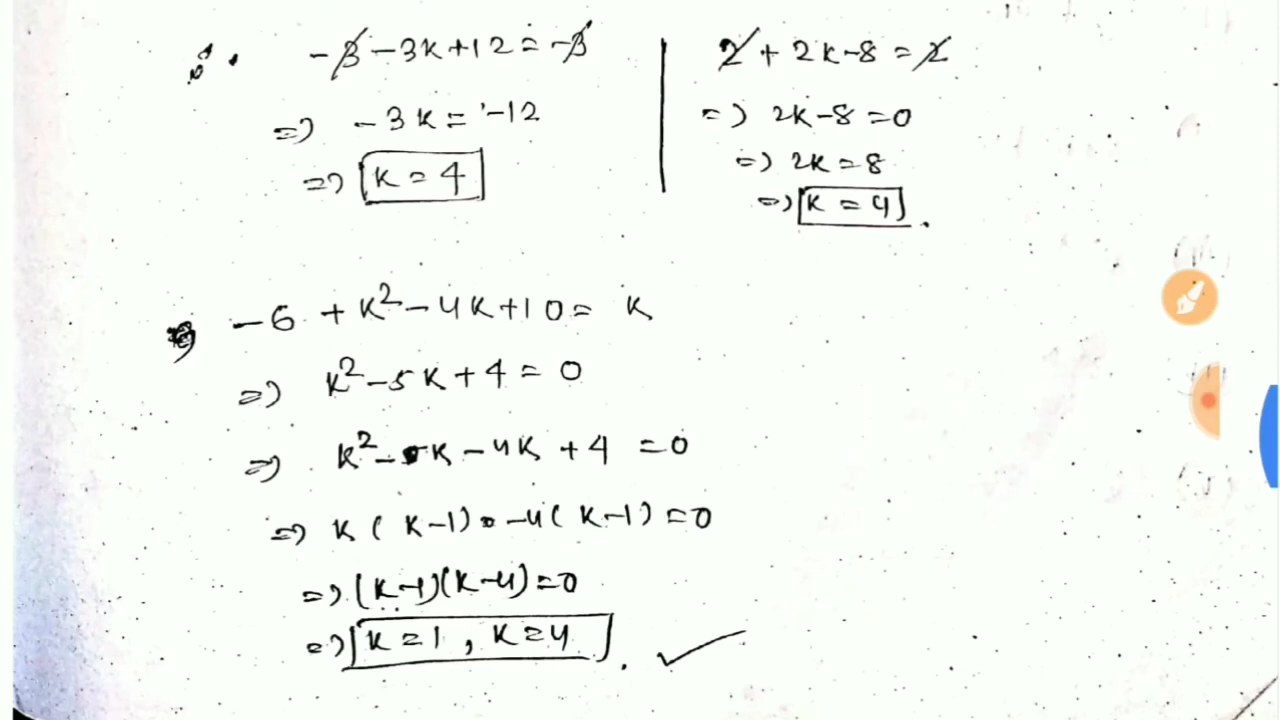 -3 -3k+12 = -3
=> -3k = -12
=> k = 4
2 + 2k-8 = 2
=> 2k-8 = 0
=> 2k = 8
=> k = 4
-6 + k² - 4k + 10 = k
=> k² - 5k + 4 = 0
=> k² - k - 4k + 4 = 0
=> k (k-1) -4 (k-1) = 0
=> (k-1)(k-4) = 0
=> k = 1 , k = 4